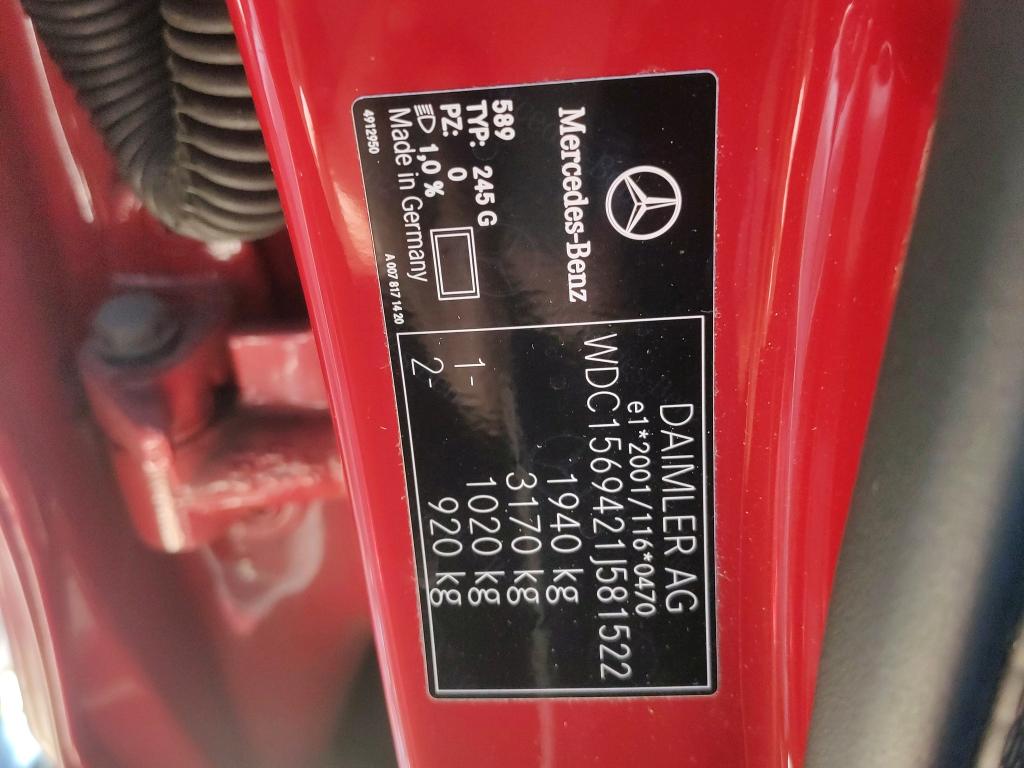 Mercedes-Benz
589
TYP: 245 G
PZ: 0
1,0 %
Made in Germany
4912950
A 007 817 14 20
DAIMLER AG
e1*2001/116*0470
WDC1569421J581522
1940 kg
3170 kg
1- 1020 kg
2- 920 kg